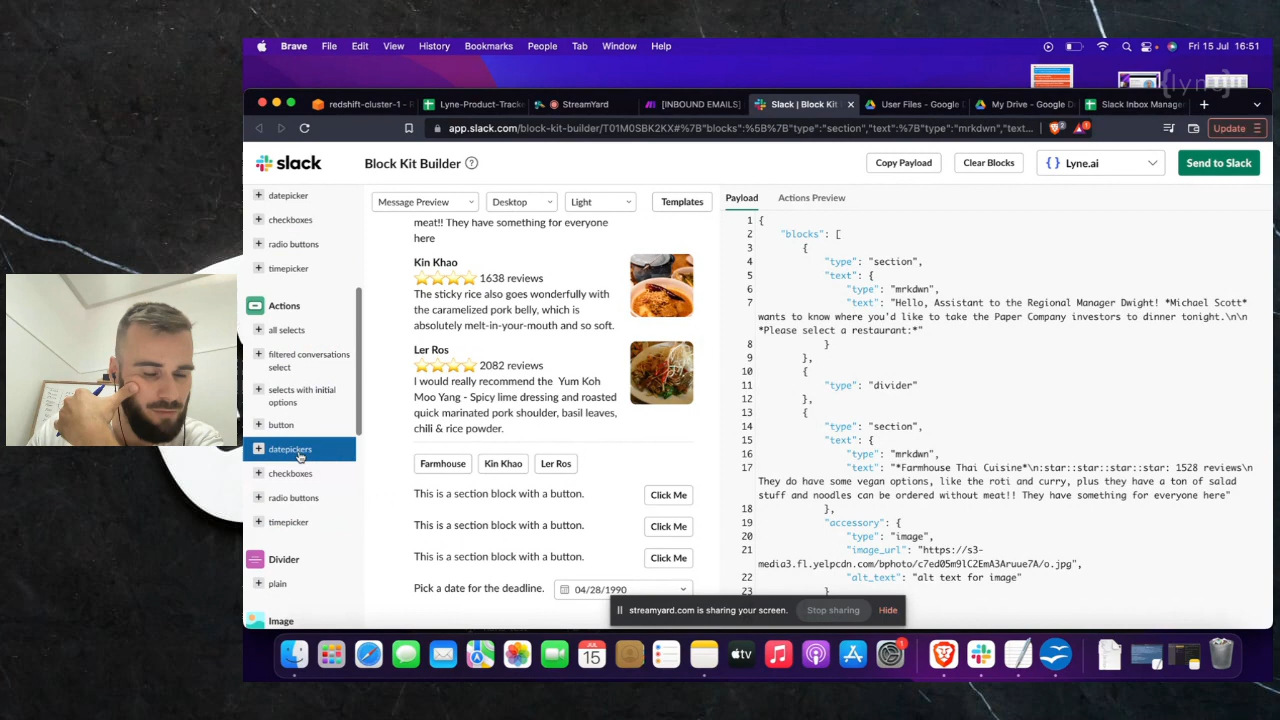 Brave File Edit View History Bookmarks People Tab Window Help Fri 15 Jul 16:51
{lyne}
redshift-cluster-1 - R Lyne-Product-Track StreamYard [INBOUND EMAILS] Slack | Block Kit User Files - Google D My Drive - Google D Slack Inbox Manager
app.slack.com/block-kit-builder/T01M0SBK2KX#%7B"blocks":%5B%7B"type":"section","text":%7B"type":"mrkdwn","text... 2 1 Update
slack Block Kit Builder Copy Payload Clear Blocks { } Lyne.ai Send to Slack
datepicker
checkboxes
radio buttons
timepicker
Actions
all selects
filtered conversations
select
selects with initial
options
button
datepickers
checkboxes
radio buttons
timepicker
Divider
plain
Image
Message Preview Desktop Light Templates
meat!! They have something for everyone
here
Kin Khao
1638 reviews
The sticky rice also goes wonderfully with
the caramelized pork belly, which is
absolutely melt-in-your-mouth and so soft.
Ler Ros
2082 reviews
I would really recommend the Yum Koh
Moo Yang - Spicy lime dressing and roasted
quick marinated pork shoulder, basil leaves,
chili & rice powder.
Farmhouse Kin Khao Ler Ros
This is a section block with a button. Click Me
This is a section block with a button. Click Me
This is a section block with a button. Click Me
Pick a date for the deadline. 04/28/1990
Payload Actions Preview
1 {
2 "blocks": [
3 {
4 "type": "section",
5 "text": {
6 "type": "mrkdwn",
7 "text": "Hello, Assistant to the Regional Manager Dwight! *Michael Scott*
wants to know where you'd like to take the Paper Company investors to dinner tonight.\n\n
*Please select a restaurant:*"
8 }
9 },
10 {
11 "type": "divider"
12 },
13 {
14 "type": "section",
15 "text": {
16 "type": "mrkdwn",
17 "text": "*Farmhouse Thai Cuisine*\n:star::star::star::star: 1528 reviews\n
They do have some vegan options, like the roti and curry, plus they have a ton of salad
stuff and noodles can be ordered without meat!! They have something for everyone here"
18 },
19 "accessory": {
20 "type": "image",
21 "image_url": "https://s3-
media3.fl.yelpcdn.com/bphoto/c7ed05m9lC2EmA3Aruue7A/o.jpg",
22 "alt_text": "alt text for image"
23 }
streamyard.com is sharing your screen. Stop sharing Hide
JUL
15
tv
1